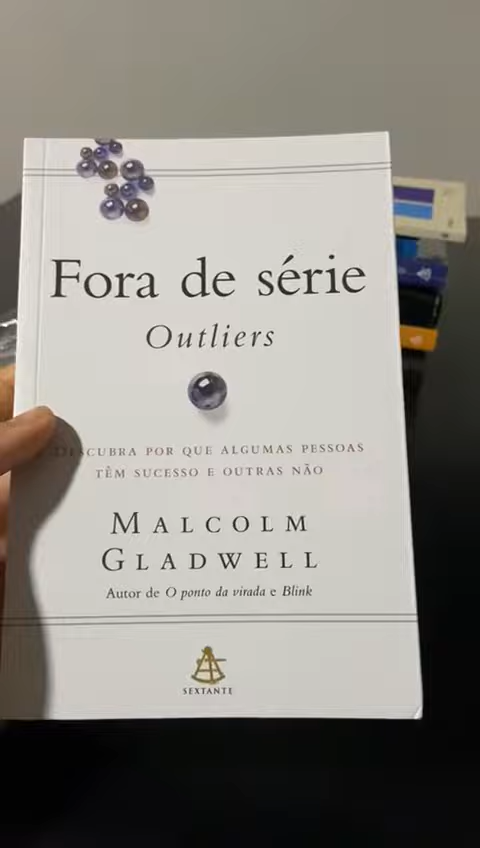 Fora de série
Outliers
DESCUBRA POR QUE ALGUMAS PESSOAS
TÊM SUCESSO E OUTRAS NÃO
MALCOLM
GLADWELL
Autor de O ponto da virada e Blink
SEXTANTE